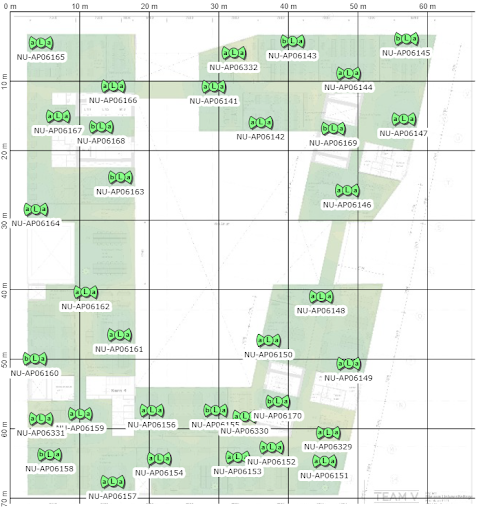 0 m
10 m
20 m
30 m
40 m
50 m
60 m
a L a
NU-AP06165
a L a
NU-AP06332
b L a
NU-AP06143
b L a
NU-AP06145
a L a
NU-AP06144
10 m
a L a
NU-AP06166
a L a
NU-AP06141
a L a
NU-AP06167
b L a
NU-AP06168
a L a
NU-AP06142
b L a
NU-AP06169
a L a
NU-AP06147
20 m
b L a
NU-AP06163
a L a
NU-AP06146
a L a
NU-AP06164
30 m
40 m
a L a
NU-AP06162
a L a
NU-AP06148
a L a
NU-AP06161
a L a
NU-AP06150
50 m
b L a
NU-AP06160
a L a
NU-AP06149
a L a
NU-AP06331
a L a
NU-AP06159
a L a
NU-AP06156
b L a
NU-AP06155
a L a
NU-AP06330
b L a
NU-AP06170
60 m
a L a
NU-AP06329
b L a
NU-AP06158
a L a
NU-AP06154
a L a
NU-AP06153
a L a
NU-AP06152
a L a
NU-AP06151
a L a
NU-AP06157
70 m
TEAM V